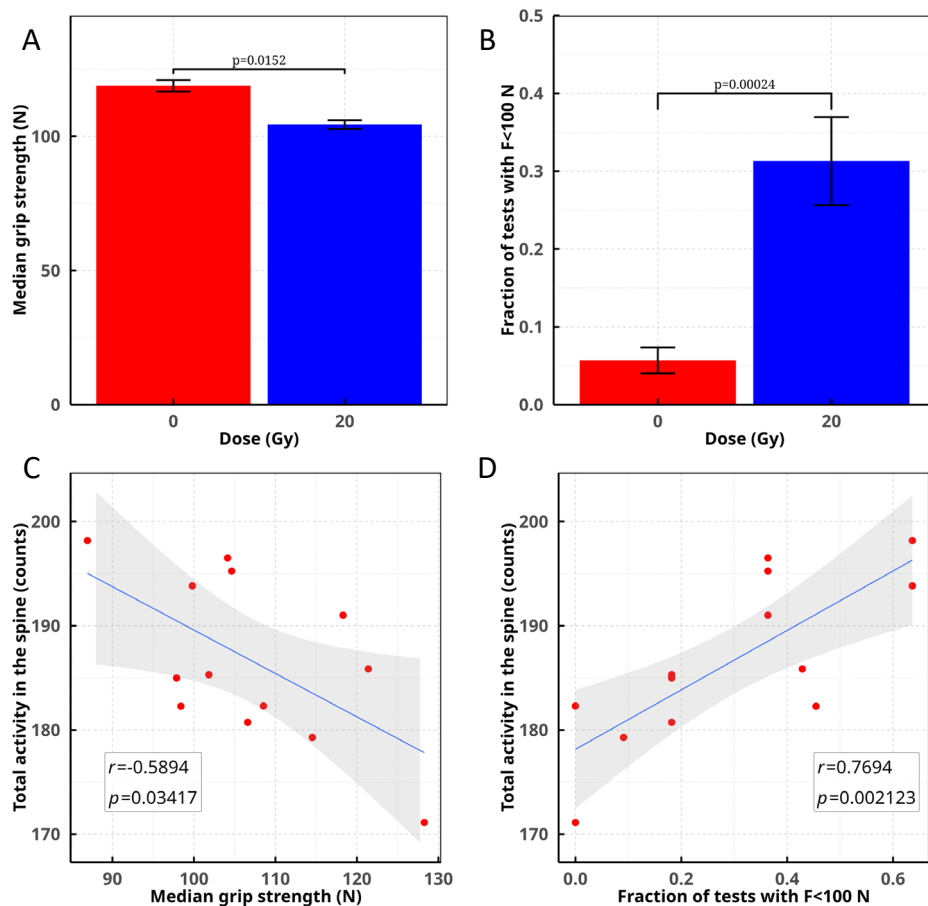 A
Median grip strength (N)
100
50
0
p=0.0152
0
20
Dose (Gy)
B
Fraction of tests with F<100 N
0.5
0.4
0.3
0.2
0.1
0.0
p=0.00024
0
20
Dose (Gy)
C
Total activity in the spine (counts)
200
190
180
170
r=-0.5894
p=0.03417
90
100
110
120
130
Median grip strength (N)
D
Total activity in the spine (counts)
200
190
180
170
r=0.7694
p=0.002123
0.0
0.2
0.4
0.6
Fraction of tests with F<100 N